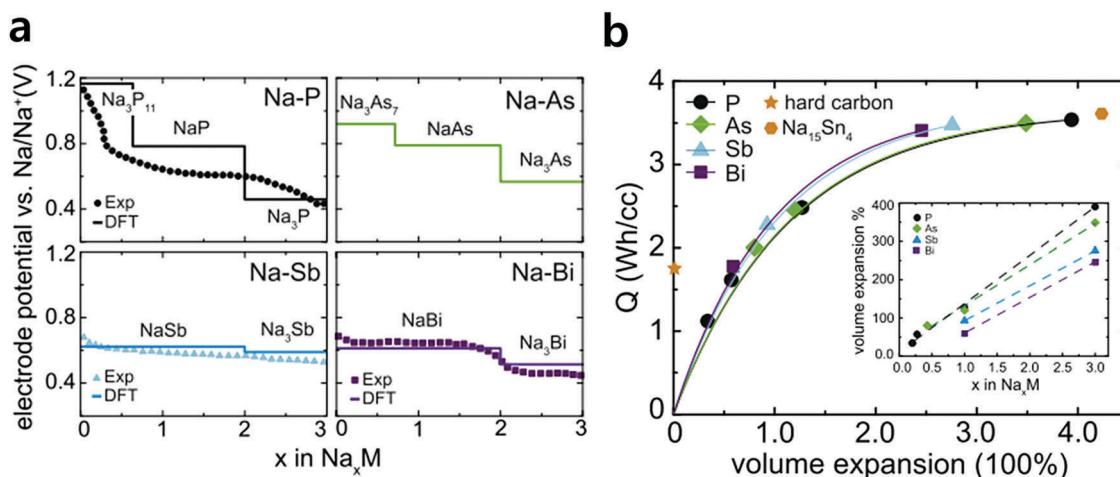 a
electrode potential vs. Na/Na⁺(V)
1.2
0.8
0.4
Na₃P₁₁
NaP
Na₃P
Na-P
Exp
DFT
Na₃As₇
NaAs
Na₃As
Na-As
1.2
0.9
0.6
NaSb
Na₃Sb
Na-Sb
Exp
DFT
0 1 2 3
NaBi
Na₃Bi
Na-Bi
Exp
DFT
0 1 2 3
x in NaₓM
b
Q (Wh/cc)
4
3
2
1
0
P
As
Sb
Bi
hard carbon
Na₁₅Sn₄
0 1.0 2.0 3.0 4.0
volume expansion (100%)
volume expansion %
400
300
200
100
0.0
P
As
Sb
Bi
0.0 0.5 1.0 1.5 2.0 2.5 3.0
x in NaₓM